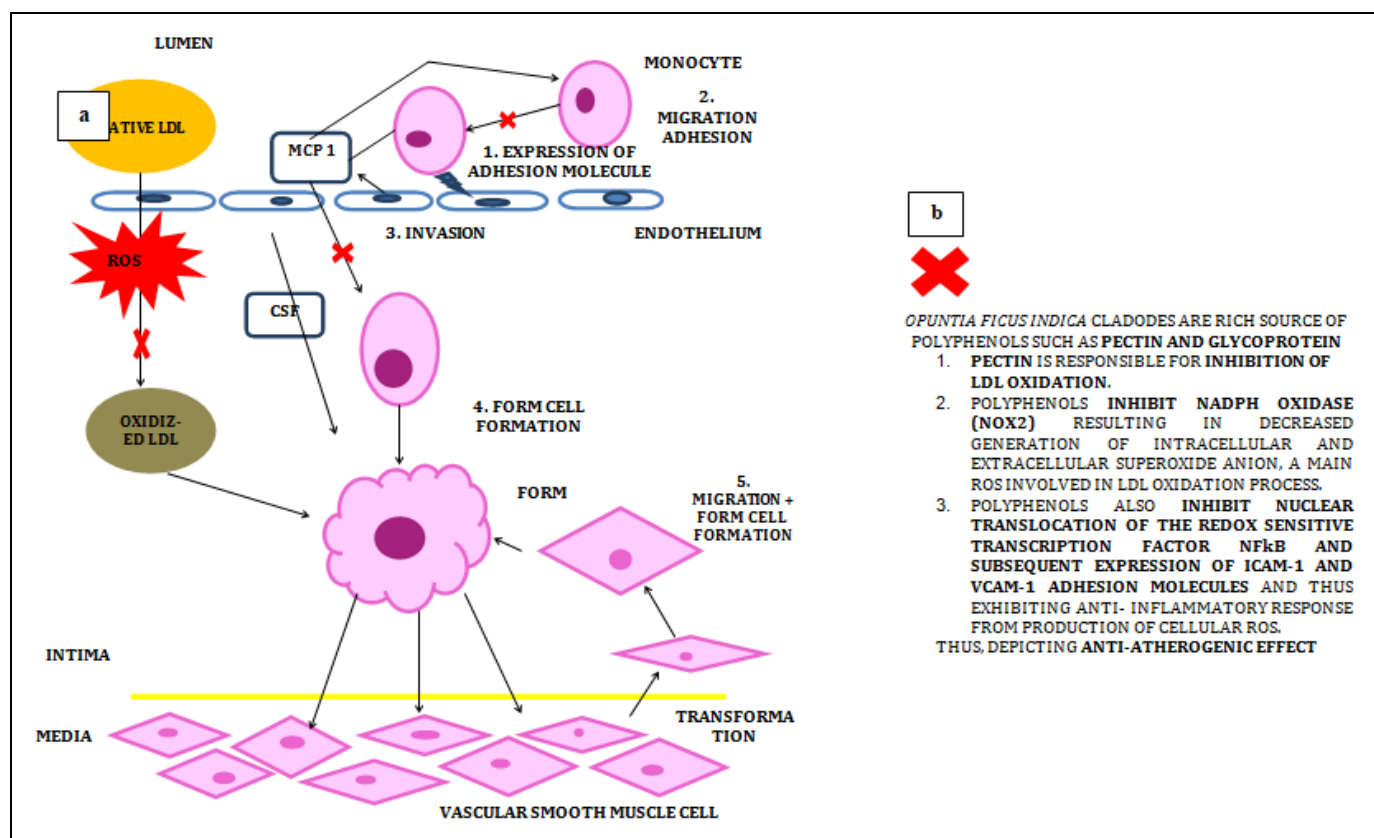 LUMEN
a
ATIVE LDL
MONOCYTE
2.
MIGRATION
ADHESION
MCP 1
1. EXPRESSION OF
ADHESION MOLECULE
3. INVASION
ENDOTHELIUM
ROS
CSF
OXIDIZ-
ED LDL
4. FORM CELL
FORMATION
FORM
5.
MIGRATION +
FORM CELL
FORMATION
INTIMA
MEDIA
TRANSFORMA
TION
VASCULAR SMOOTH MUSCLE CELL
b
OPUNTIA FICUS INDICA CLADODES ARE RICH SOURCE OF
POLYPHENOLS SUCH AS PECTIN AND GLYCOPROTEIN
1. PECTIN IS RESPONSIBLE FOR INHIBITION OF
LDL OXIDATION.
2. POLYPHENOLS INHIBIT NADPH OXIDASE
(NOX2) RESULTING IN DECREASED
GENERATION OF INTRACELLULAR AND
EXTRACELLULAR SUPEROXIDE ANION, A MAIN
ROS INVOLVED IN LDL OXIDATION PROCESS.
3. POLYPHENOLS ALSO INHIBIT NUCLEAR
TRANSLOCATION OF THE REDOX SENSITIVE
TRANSCRIPTION FACTOR NFkB AND
SUBSEQUENT EXPRESSION OF ICAM-1 AND
VCAM-1 ADHESION MOLECULES AND THUS
EXHIBITING ANTI- INFLAMMATORY RESPONSE
FROM PRODUCTION OF CELLULAR ROS.
THUS, DEPICTING ANTI-ATHEROGENIC EFFECT